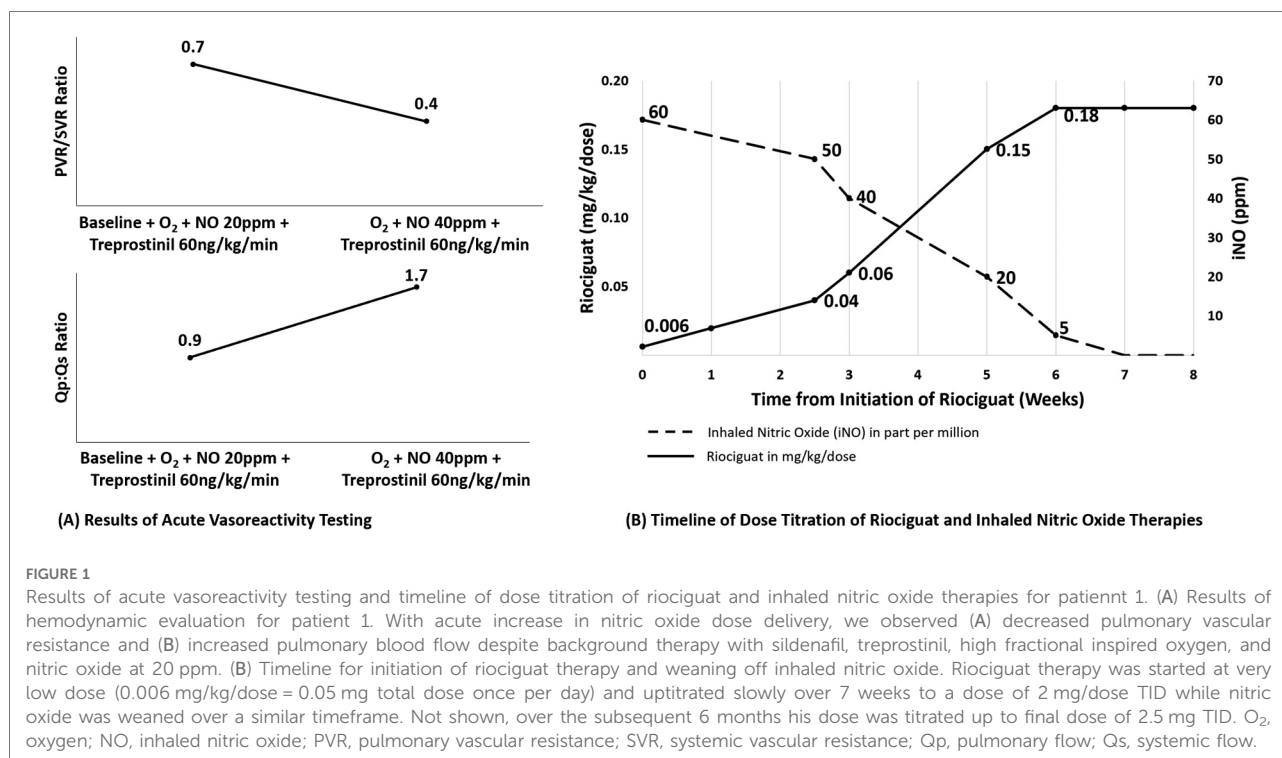 PVR/SVR Ratio
0.7
0.4
Baseline + O₂ + NO 20ppm +
Treprostinil 60ng/kg/min
O₂ + NO 40ppm +
Treprostinil 60ng/kg/min
Qp:Qs Ratio
0.9
1.7
Baseline + O₂ + NO 20ppm +
Treprostinil 60ng/kg/min
O₂ + NO 40ppm +
Treprostinil 60ng/kg/min
(A) Results of Acute Vasoreactivity Testing
Riociguat (mg/kg/dose)
0.20
0.15
0.10
0.05
60
50
40
20
5
0.006
0.04
0.06
0.15
0.18
70
60
50
40
30
20
10
iNO (ppm)
0 1 2 3 4 5 6 7 8
Time from Initiation of Riociguat (Weeks)
Inhaled Nitric Oxide (iNO) in part per million
Riociguat in mg/kg/dose
(B) Timeline of Dose Titration of Riociguat and Inhaled Nitric Oxide Therapies
FIGURE 1
Results of acute vasoreactivity testing and timeline of dose titration of riociguat and inhaled nitric oxide therapies for patiennt 1. (A) Results of
hemodynamic evaluation for patient 1. With acute increase in nitric oxide dose delivery, we observed (A) decreased pulmonary vascular
resistance and (B) increased pulmonary blood flow despite background therapy with sildenafil, treprostinil, high fractional inspired oxygen, and
nitric oxide at 20 ppm. (B) Timeline for initiation of riociguat therapy and weaning off inhaled nitric oxide. Riociguat therapy was started at very
low dose (0.006 mg/kg/dose = 0.05 mg total dose once per day) and uptitrated slowly over 7 weeks to a dose of 2 mg/dose TID while nitric
oxide was weaned over a similar timeframe. Not shown, over the subsequent 6 months his dose was titrated up to final dose of 2.5 mg TID. O₂,
oxygen; NO, inhaled nitric oxide; PVR, pulmonary vascular resistance; SVR, systemic vascular resistance; Qp, pulmonary flow; Qs, systemic flow.